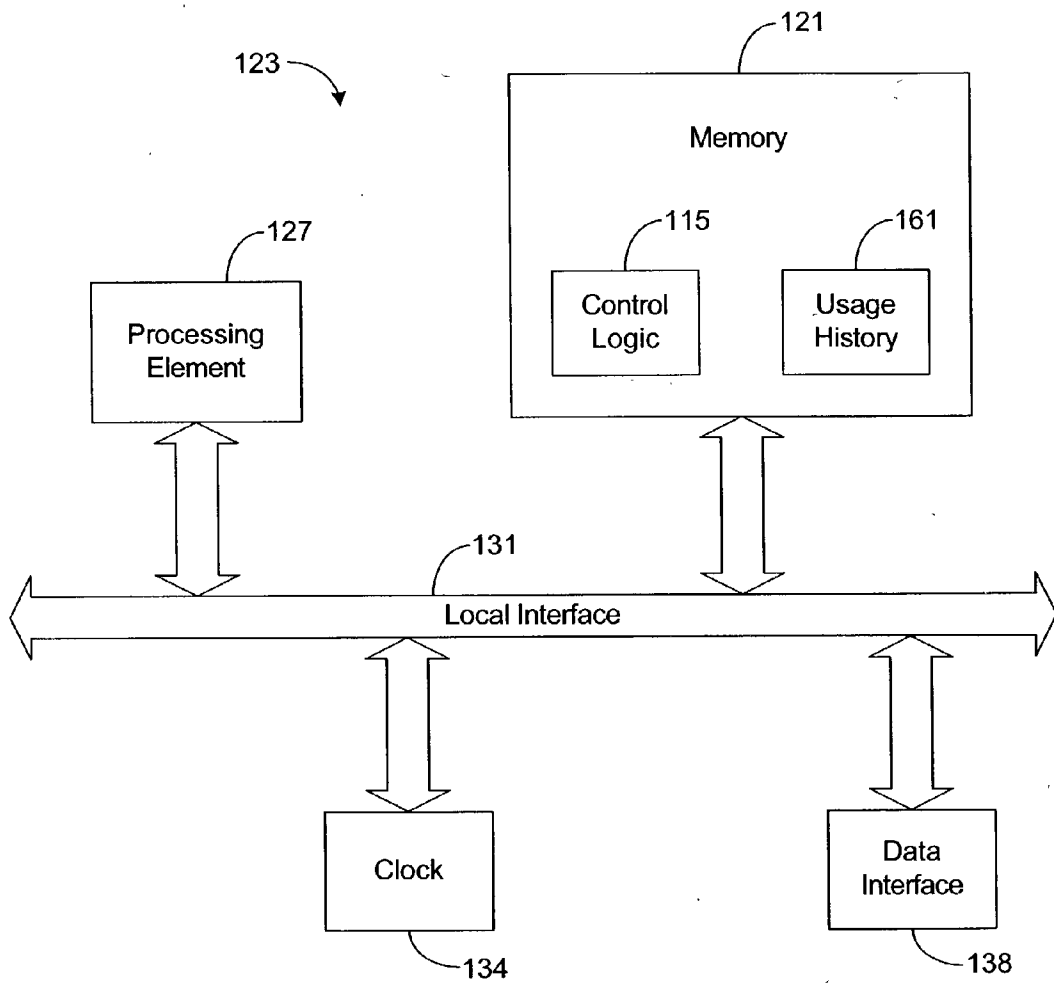 121
123
Memory
127
115
161
Processing
Element
Control
Logic
Usage
History
131
Local Interface
Clock
Data
Interface
134
138